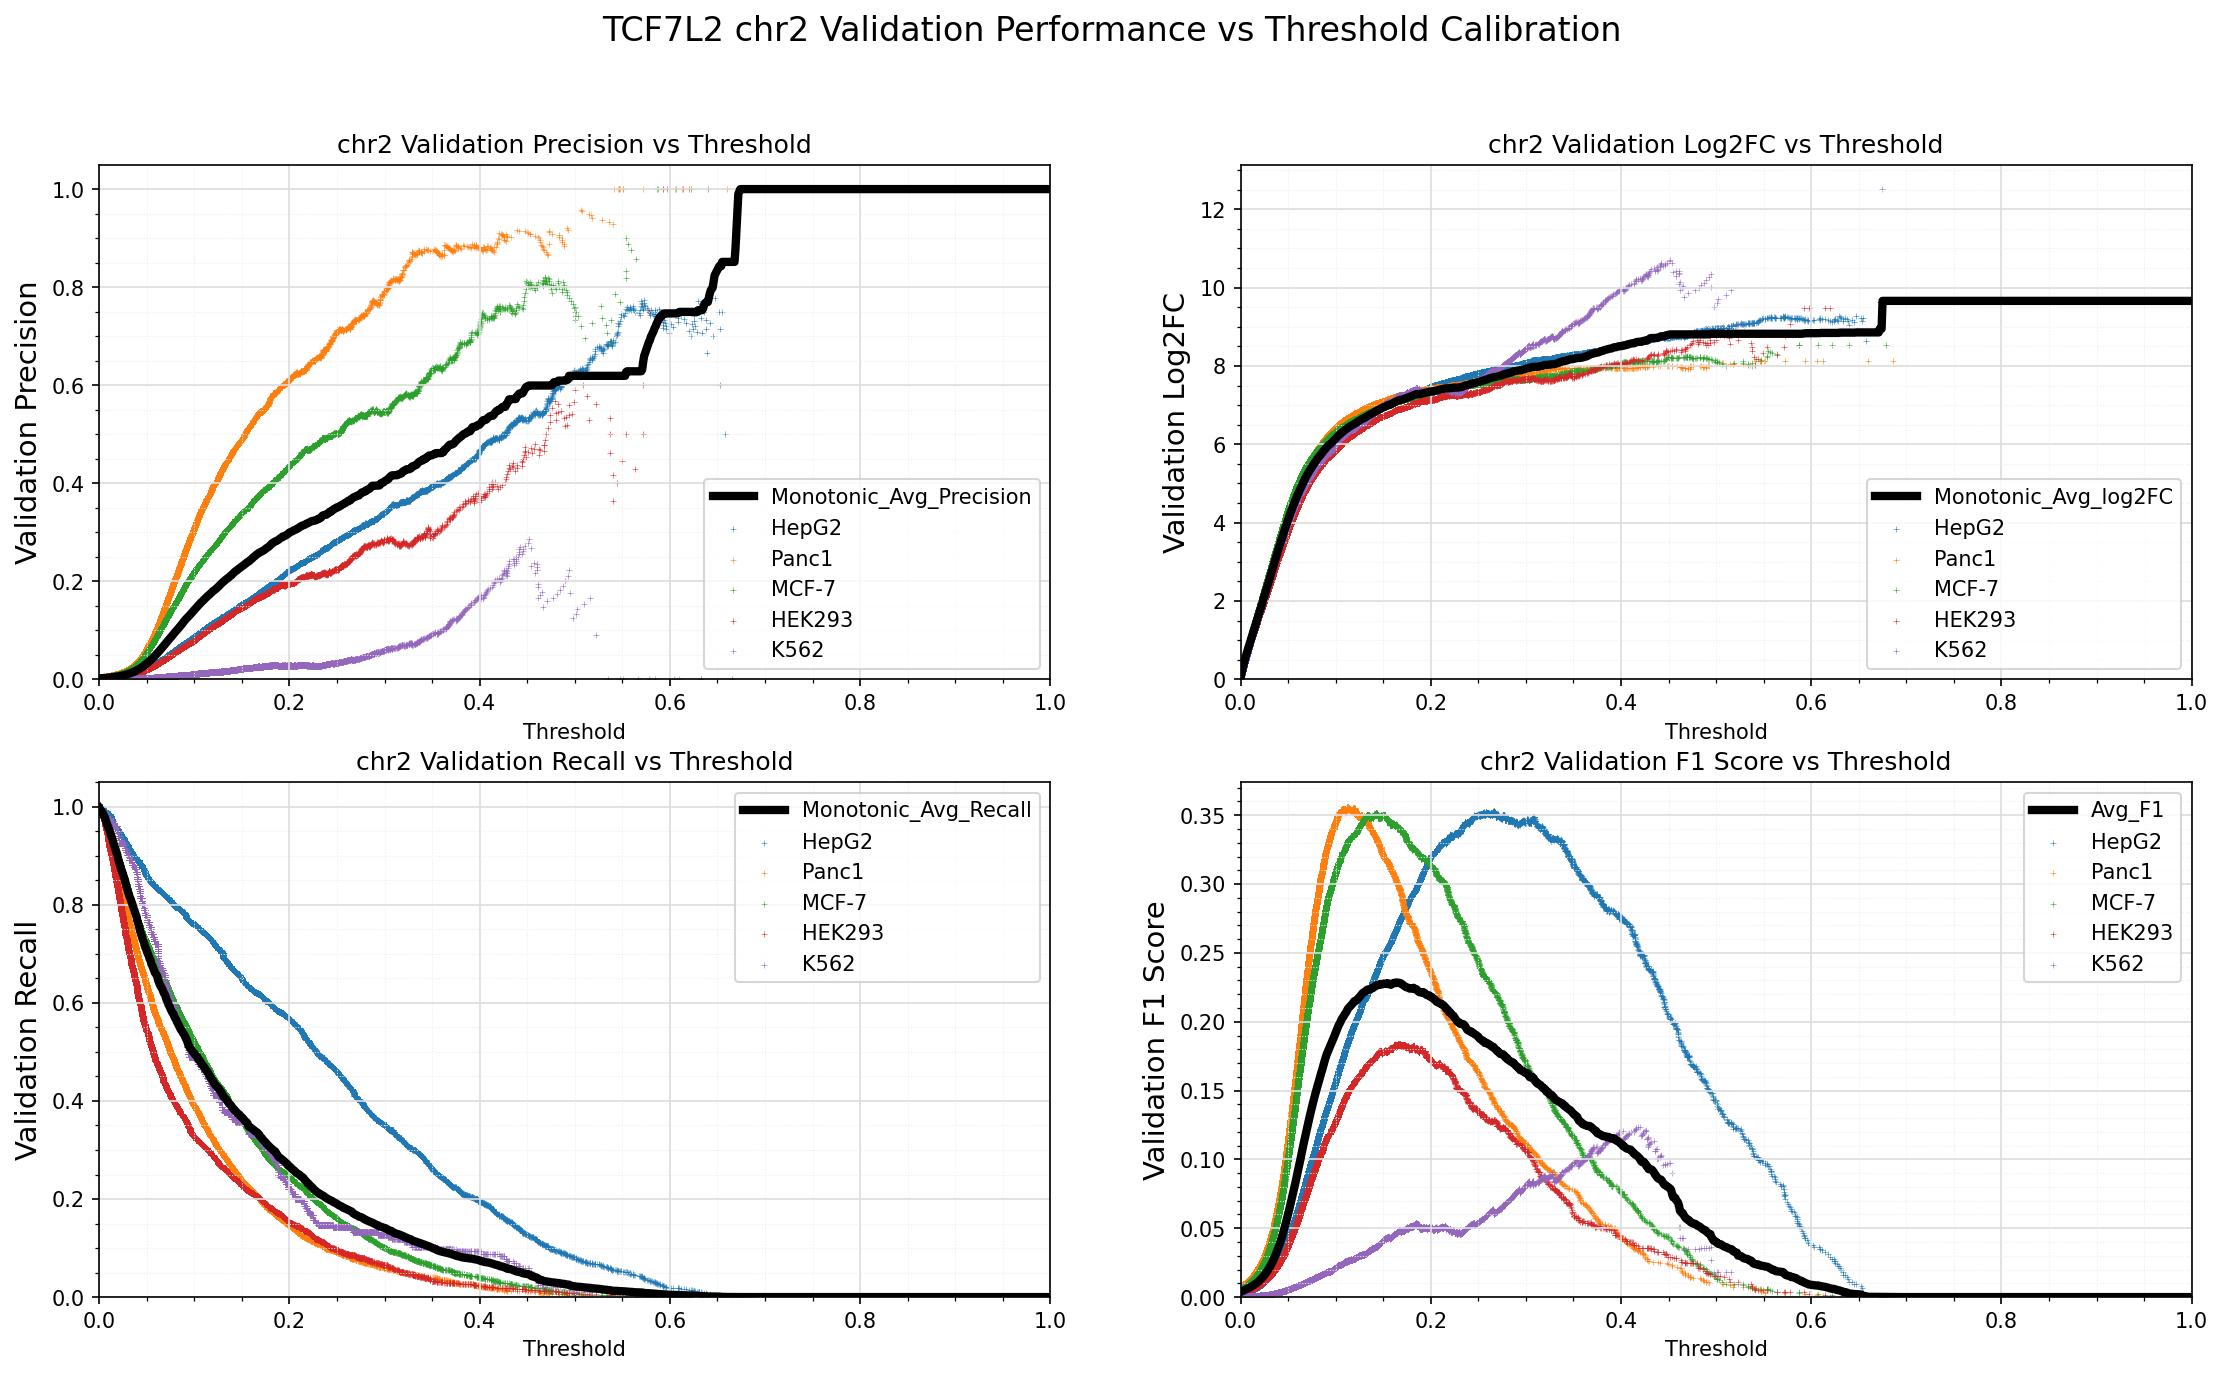 TCF7L2 chr2 Validation Performance vs Threshold Calibration
chr2 Validation Precision vs Threshold
Validation Precision
1.0
0.8
0.6
0.4
0.2
0.0
0.0 0.2 0.4 0.6 0.8 1.0
Threshold
Monotonic_Avg_Precision
HepG2
Panc1
MCF-7
HEK293
K562
chr2 Validation Log2FC vs Threshold
Validation Log2FC
12
10
8
6
4
2
0
0.0 0.2 0.4 0.6 0.8 1.0
Threshold
Monotonic_Avg_log2FC
HepG2
Panc1
MCF-7
HEK293
K562
chr2 Validation Recall vs Threshold
Validation Recall
1.0
0.8
0.6
0.4
0.2
0.0
0.0 0.2 0.4 0.6 0.8 1.0
Threshold
Monotonic_Avg_Recall
HepG2
Panc1
MCF-7
HEK293
K562
chr2 Validation F1 Score vs Threshold
Validation F1 Score
0.35
0.30
0.25
0.20
0.15
0.10
0.05
0.00
0.0 0.2 0.4 0.6 0.8 1.0
Threshold
Avg_F1
HepG2
Panc1
MCF-7
HEK293
K562